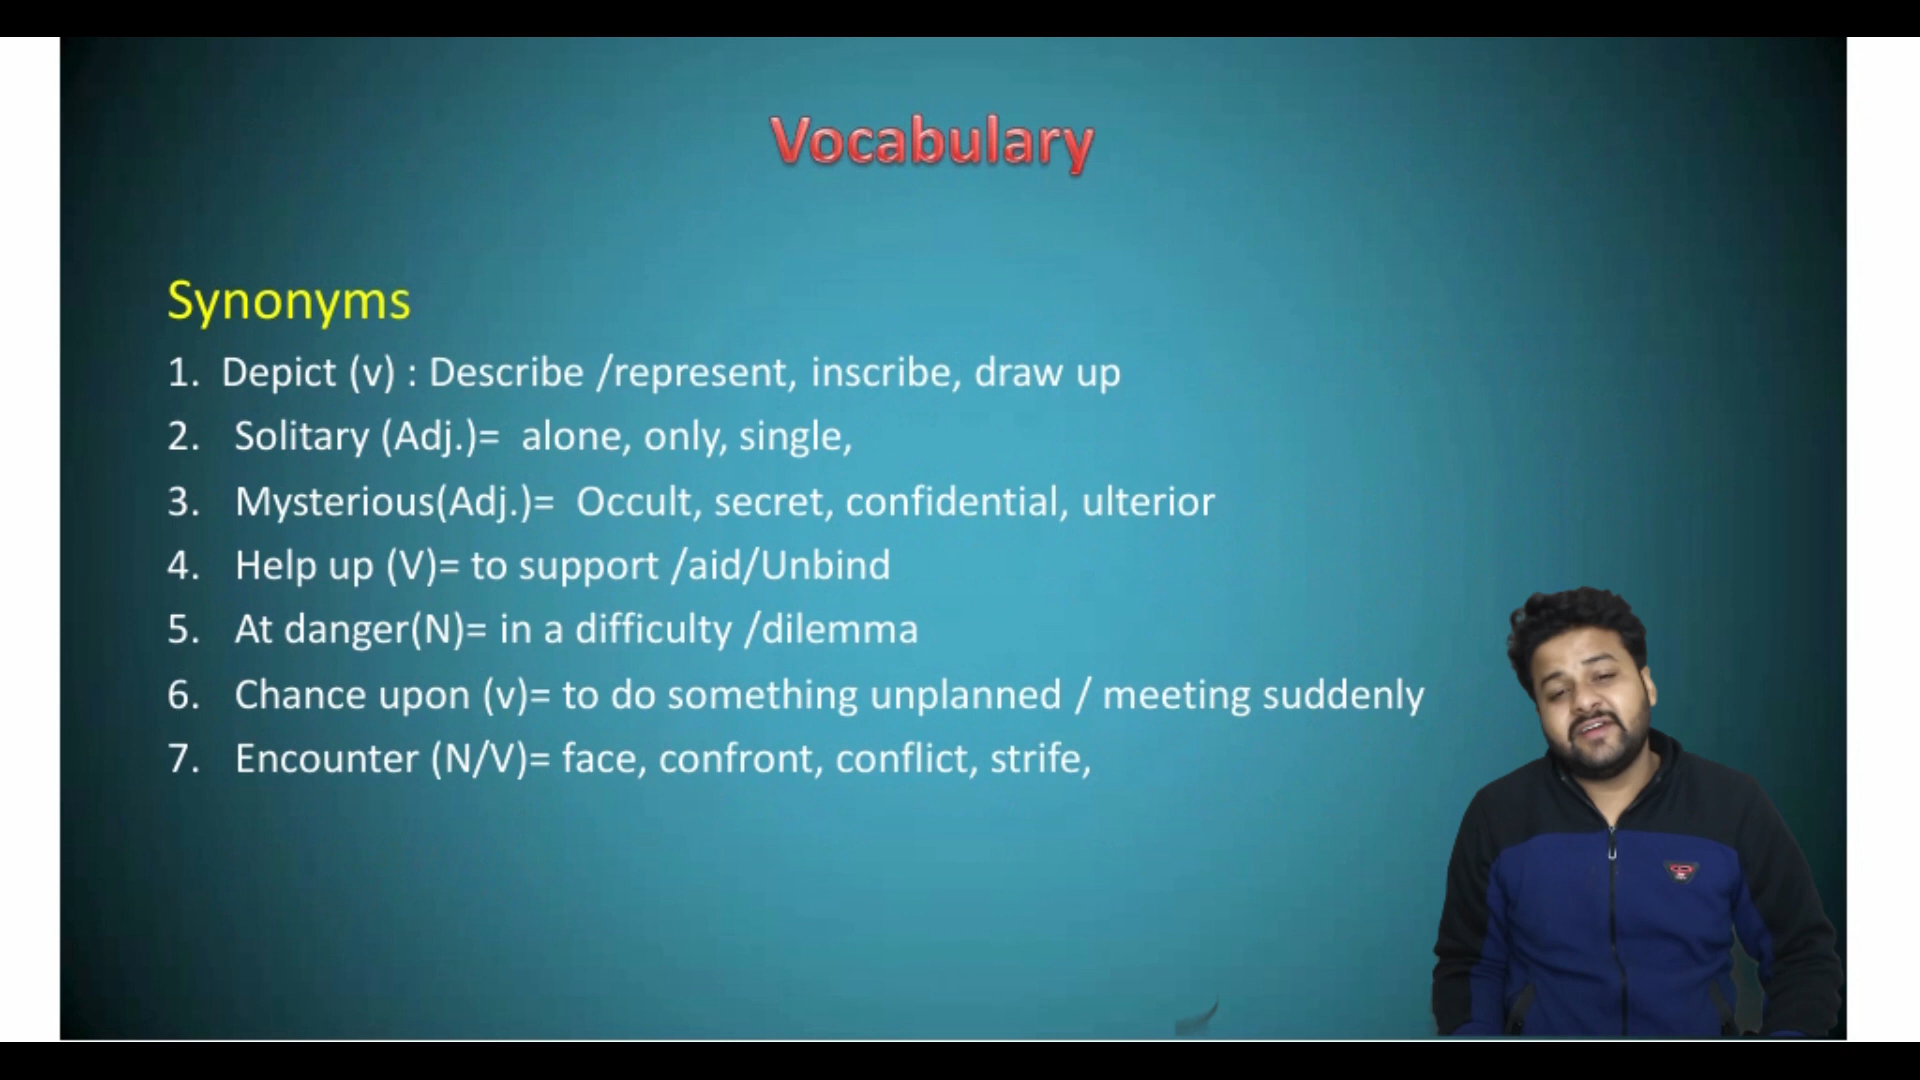 Vocabulary
Synonyms
1. Depict (v) : Describe /represent, inscribe, draw up
2. Solitary (Adj.)= alone, only, single,
3. Mysterious(Adj.)= Occult, secret, confidential, ulterior
4. Help up (V)= to support /aid/Unbind
5. At danger(N)= in a difficulty /dilemma
6. Chance upon (v)= to do something unplanned / meeting suddenly
7. Encounter (N/V)= face, confront, conflict, strife,